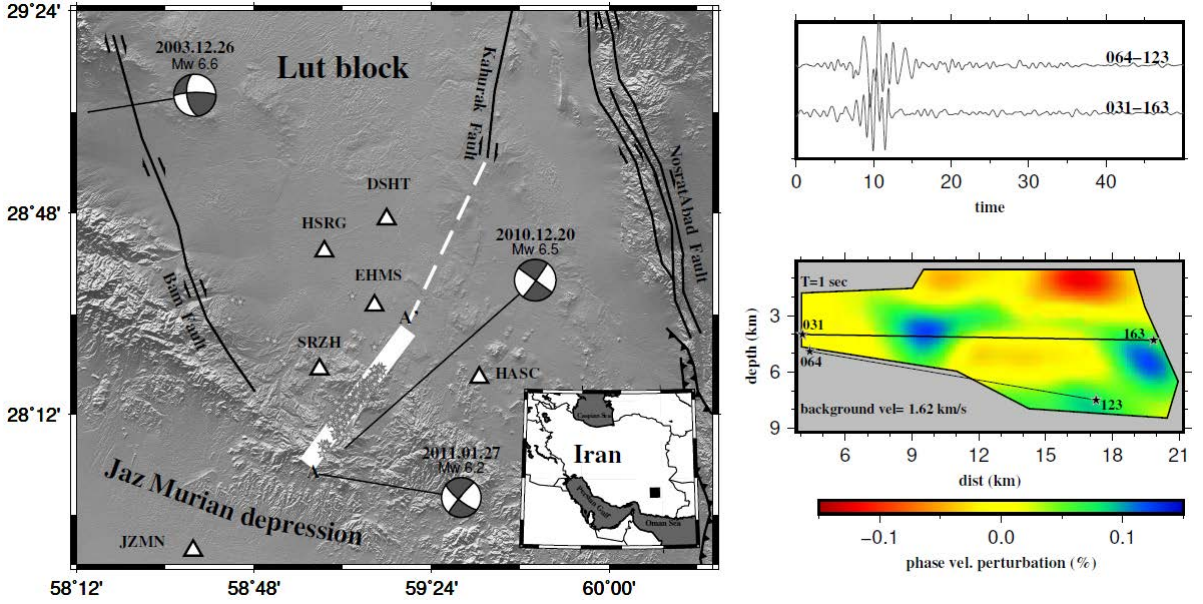 29°24'
28°48'
28°12'
58°12'
58°48'
59°24'
60°00'
2003.12.26
Mw 6.6
Lut block
Kahurak Fault
NosratAbad Fault
DSHT
HSRG
2010.12.20
Mw 6.5
EHMS
Bam Fault
A'
SRZH
HASC
2011.01.27
Mw 6.2
A
Jaz Murian depression
JZMN
Caspian Sea
Iran
Persian Gulf
Oman Sea
064−123
031−163
0
10
20
30
40
time
T=1 sec
031
163
064
123
background vel= 1.62 km/s
3
6
9
depth (km)
6
9
12
15
18
21
dist (km)
−0.1
0.0
0.1
phase vel. perturbation (%)